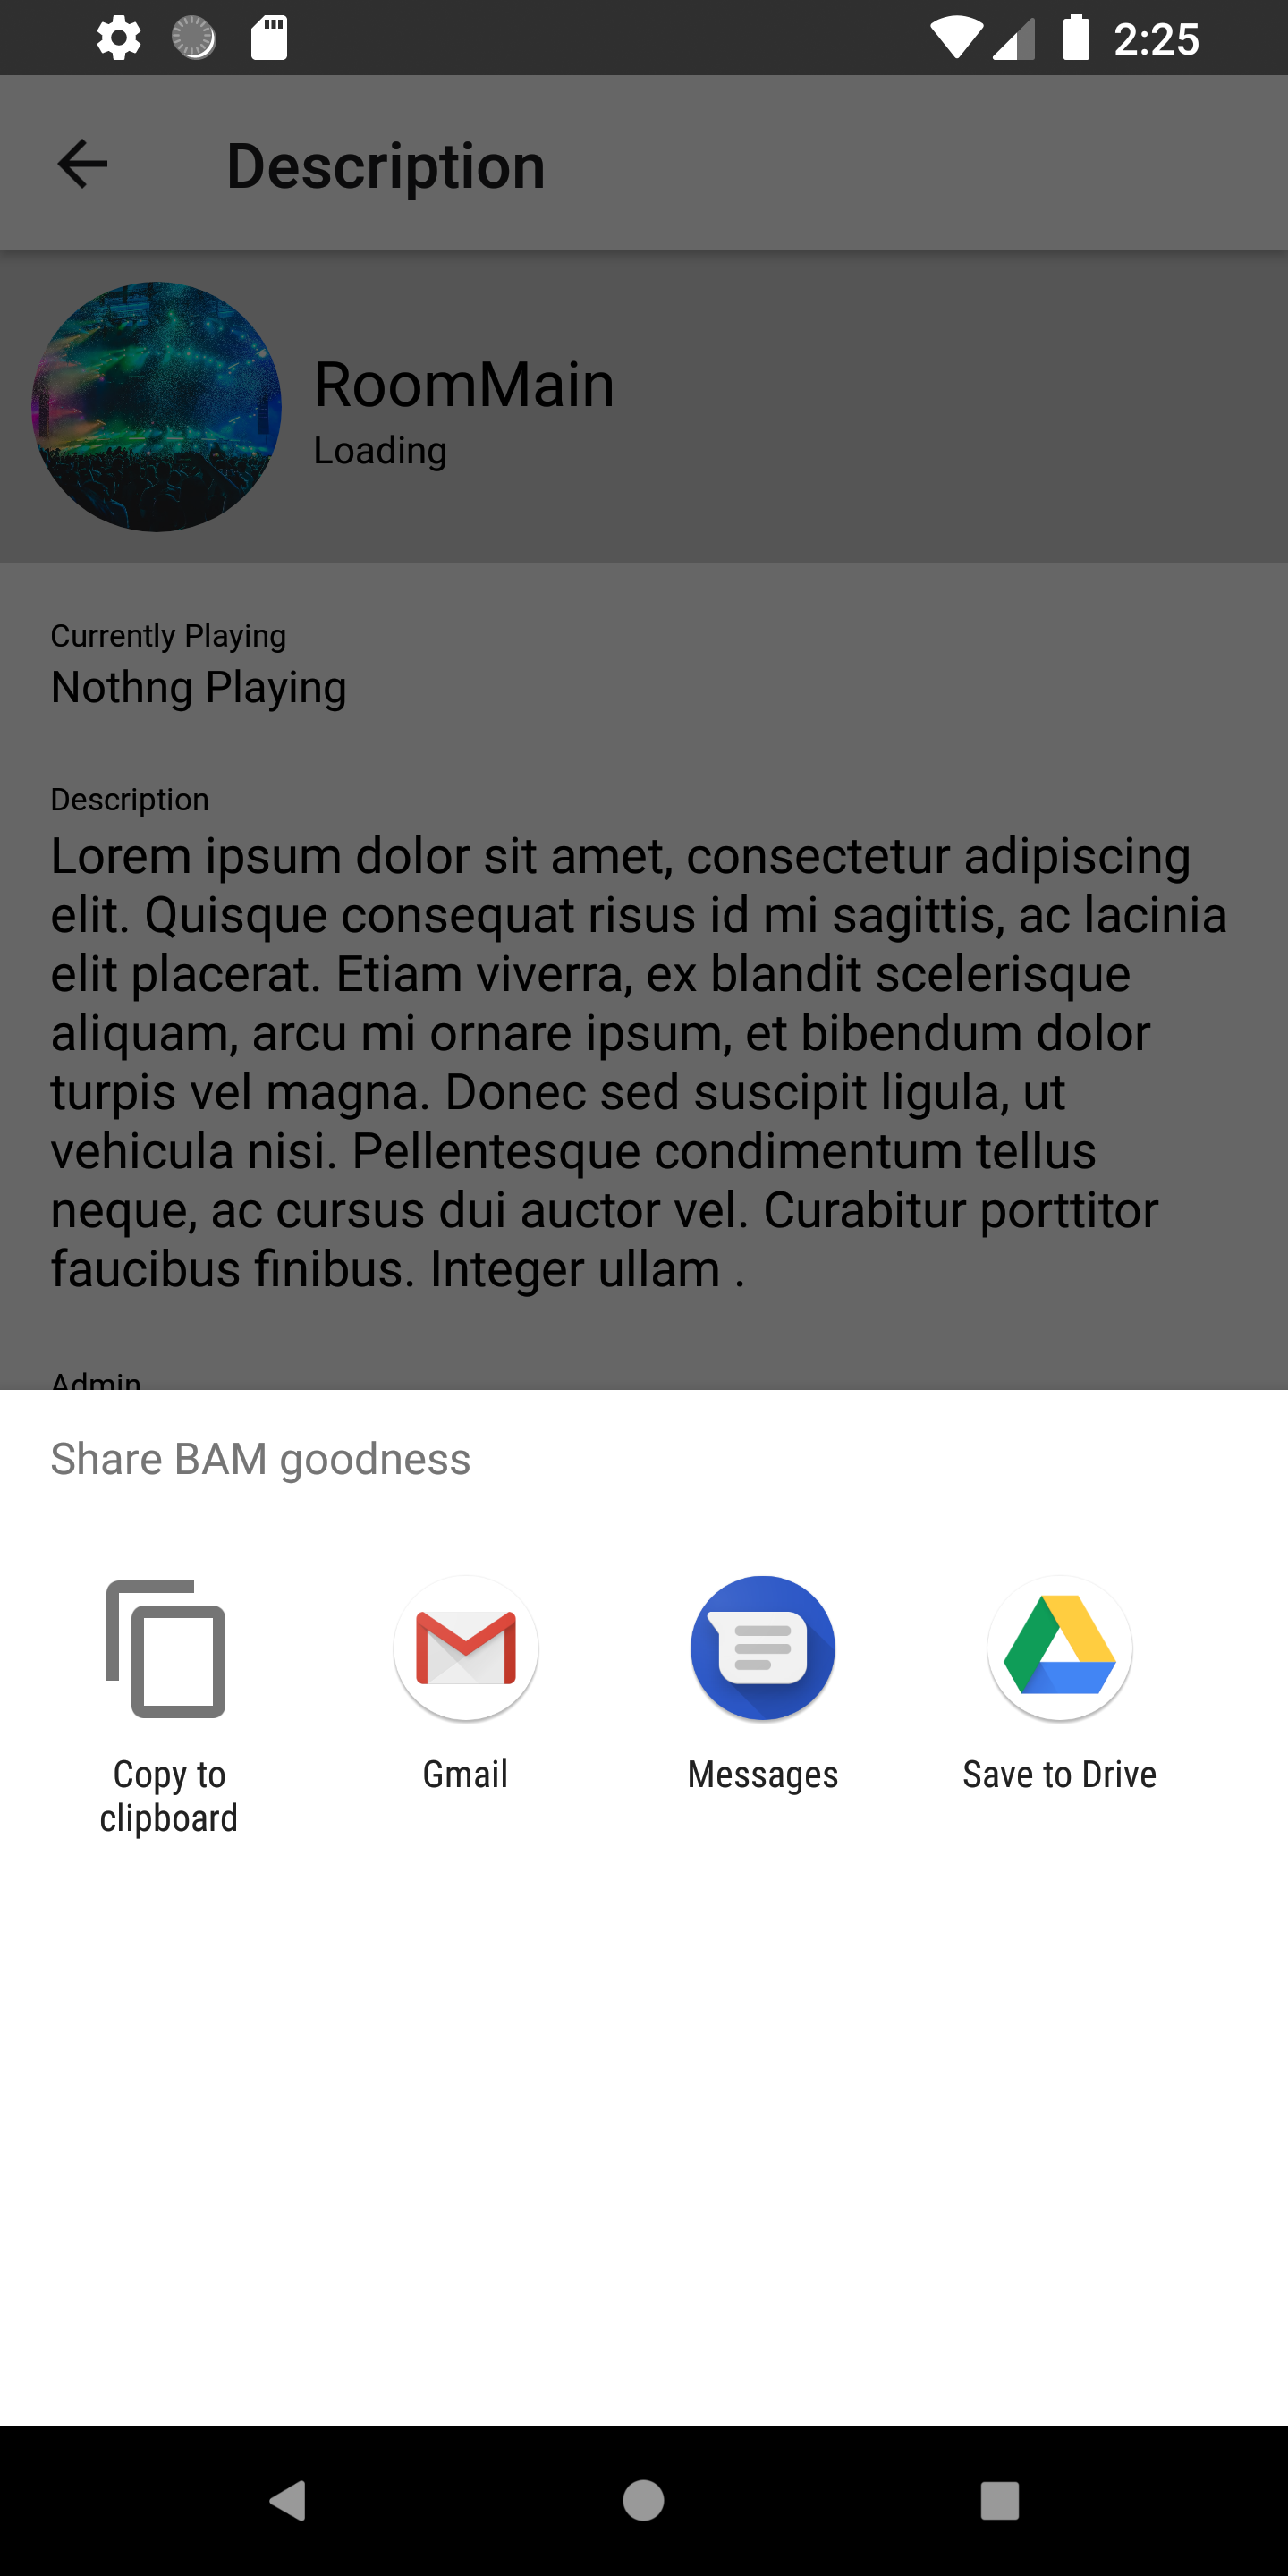 2:25
Description
RoomMain
Loading
Currently Playing
Nothng Playing
Description
Lorem ipsum dolor sit amet, consectetur adipiscing
elit. Quisque consequat risus id mi sagittis, ac lacinia
elit placerat. Etiam viverra, ex blandit scelerisque
aliquam, arcu mi ornare ipsum, et bibendum dolor
turpis vel magna. Donec sed suscipit ligula, ut
vehicula nisi. Pellentesque condimentum tellus
neque, ac cursus dui auctor vel. Curabitur porttitor
faucibus finibus. Integer ullam .
Admin
Share BAM goodness
Copy to
clipboard
Gmail
Messages
Save to Drive